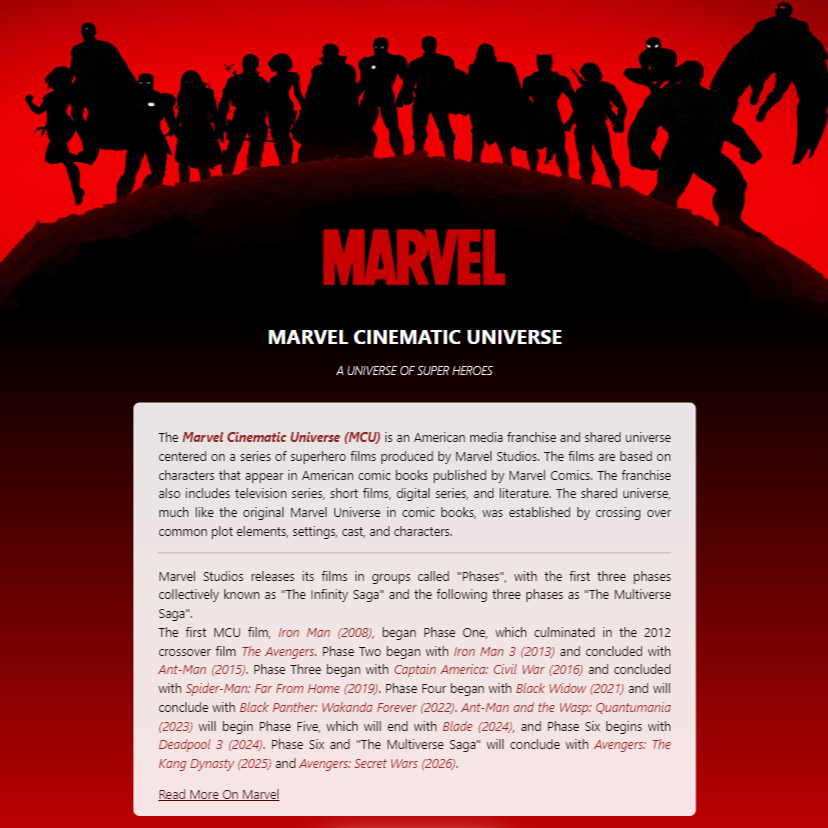 MARVEL
MARVEL CINEMATIC UNIVERSE
A UNIVERSE OF SUPER HEROES
The Marvel Cinematic Universe (MCU) is an American media franchise and shared universe
centered on a series of superhero films produced by Marvel Studios. The films are based on
characters that appear in American comic books published by Marvel Comics. The franchise
also includes television series, short films, digital series, and literature. The shared universe,
much like the original Marvel Universe in comic books, was established by crossing over
common plot elements, settings, cast, and characters.
Marvel Studios releases its films in groups called "Phases", with the first three phases
collectively known as "The Infinity Saga" and the following three phases as "The Multiverse
Saga".
The first MCU film, Iron Man (2008), began Phase One, which culminated in the 2012
crossover film The Avengers. Phase Two began with Iron Man 3 (2013) and concluded with
Ant-Man (2015). Phase Three began with Captain America: Civil War (2016) and concluded
with Spider-Man: Far From Home (2019). Phase Four began with Black Widow (2021) and will
conclude with Black Panther: Wakanda Forever (2022). Ant-Man and the Wasp: Quantumania
(2023) will begin Phase Five, which will end with Blade (2024), and Phase Six begins with
Deadpool 3 (2024). Phase Six and "The Multiverse Saga" will conclude with Avengers: The
Kang Dynasty (2025) and Avengers: Secret Wars (2026).
Read More On Marvel